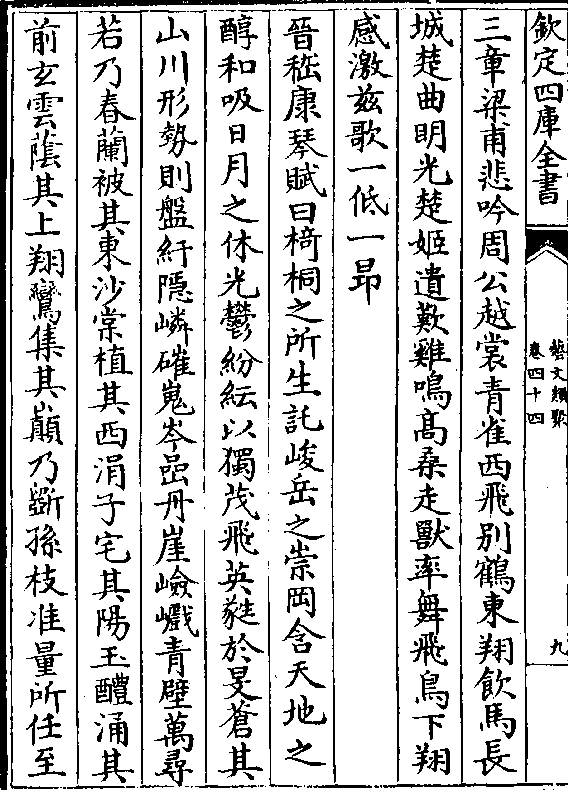 欽定四庫全書
藝文類聚
卷四十四
九
三章梁甫悲吟周公越裳青雀西飛别鶴東翔飲馬長
城楚曲明光楚姬遺歎雞鳴髙桑走獸率舞飛鳥下翔
感激兹歌一低一昻
晉嵇康琴賦曰椅桐之所生託峻岳之崇岡含天地之
醇和吸日月之休光鬱紛紜以獨茂飛英蕤於旻蒼其
山川形勢則盤紆隱嶙磪嵬岑嵒丹崖嶮巇青壁萬尋
若乃春蘭被其東沙棠植其西涓子宅其陽玉醴涌其
前玄雲䕃其上翔鸞集其巔乃斲孫枝准量所任至